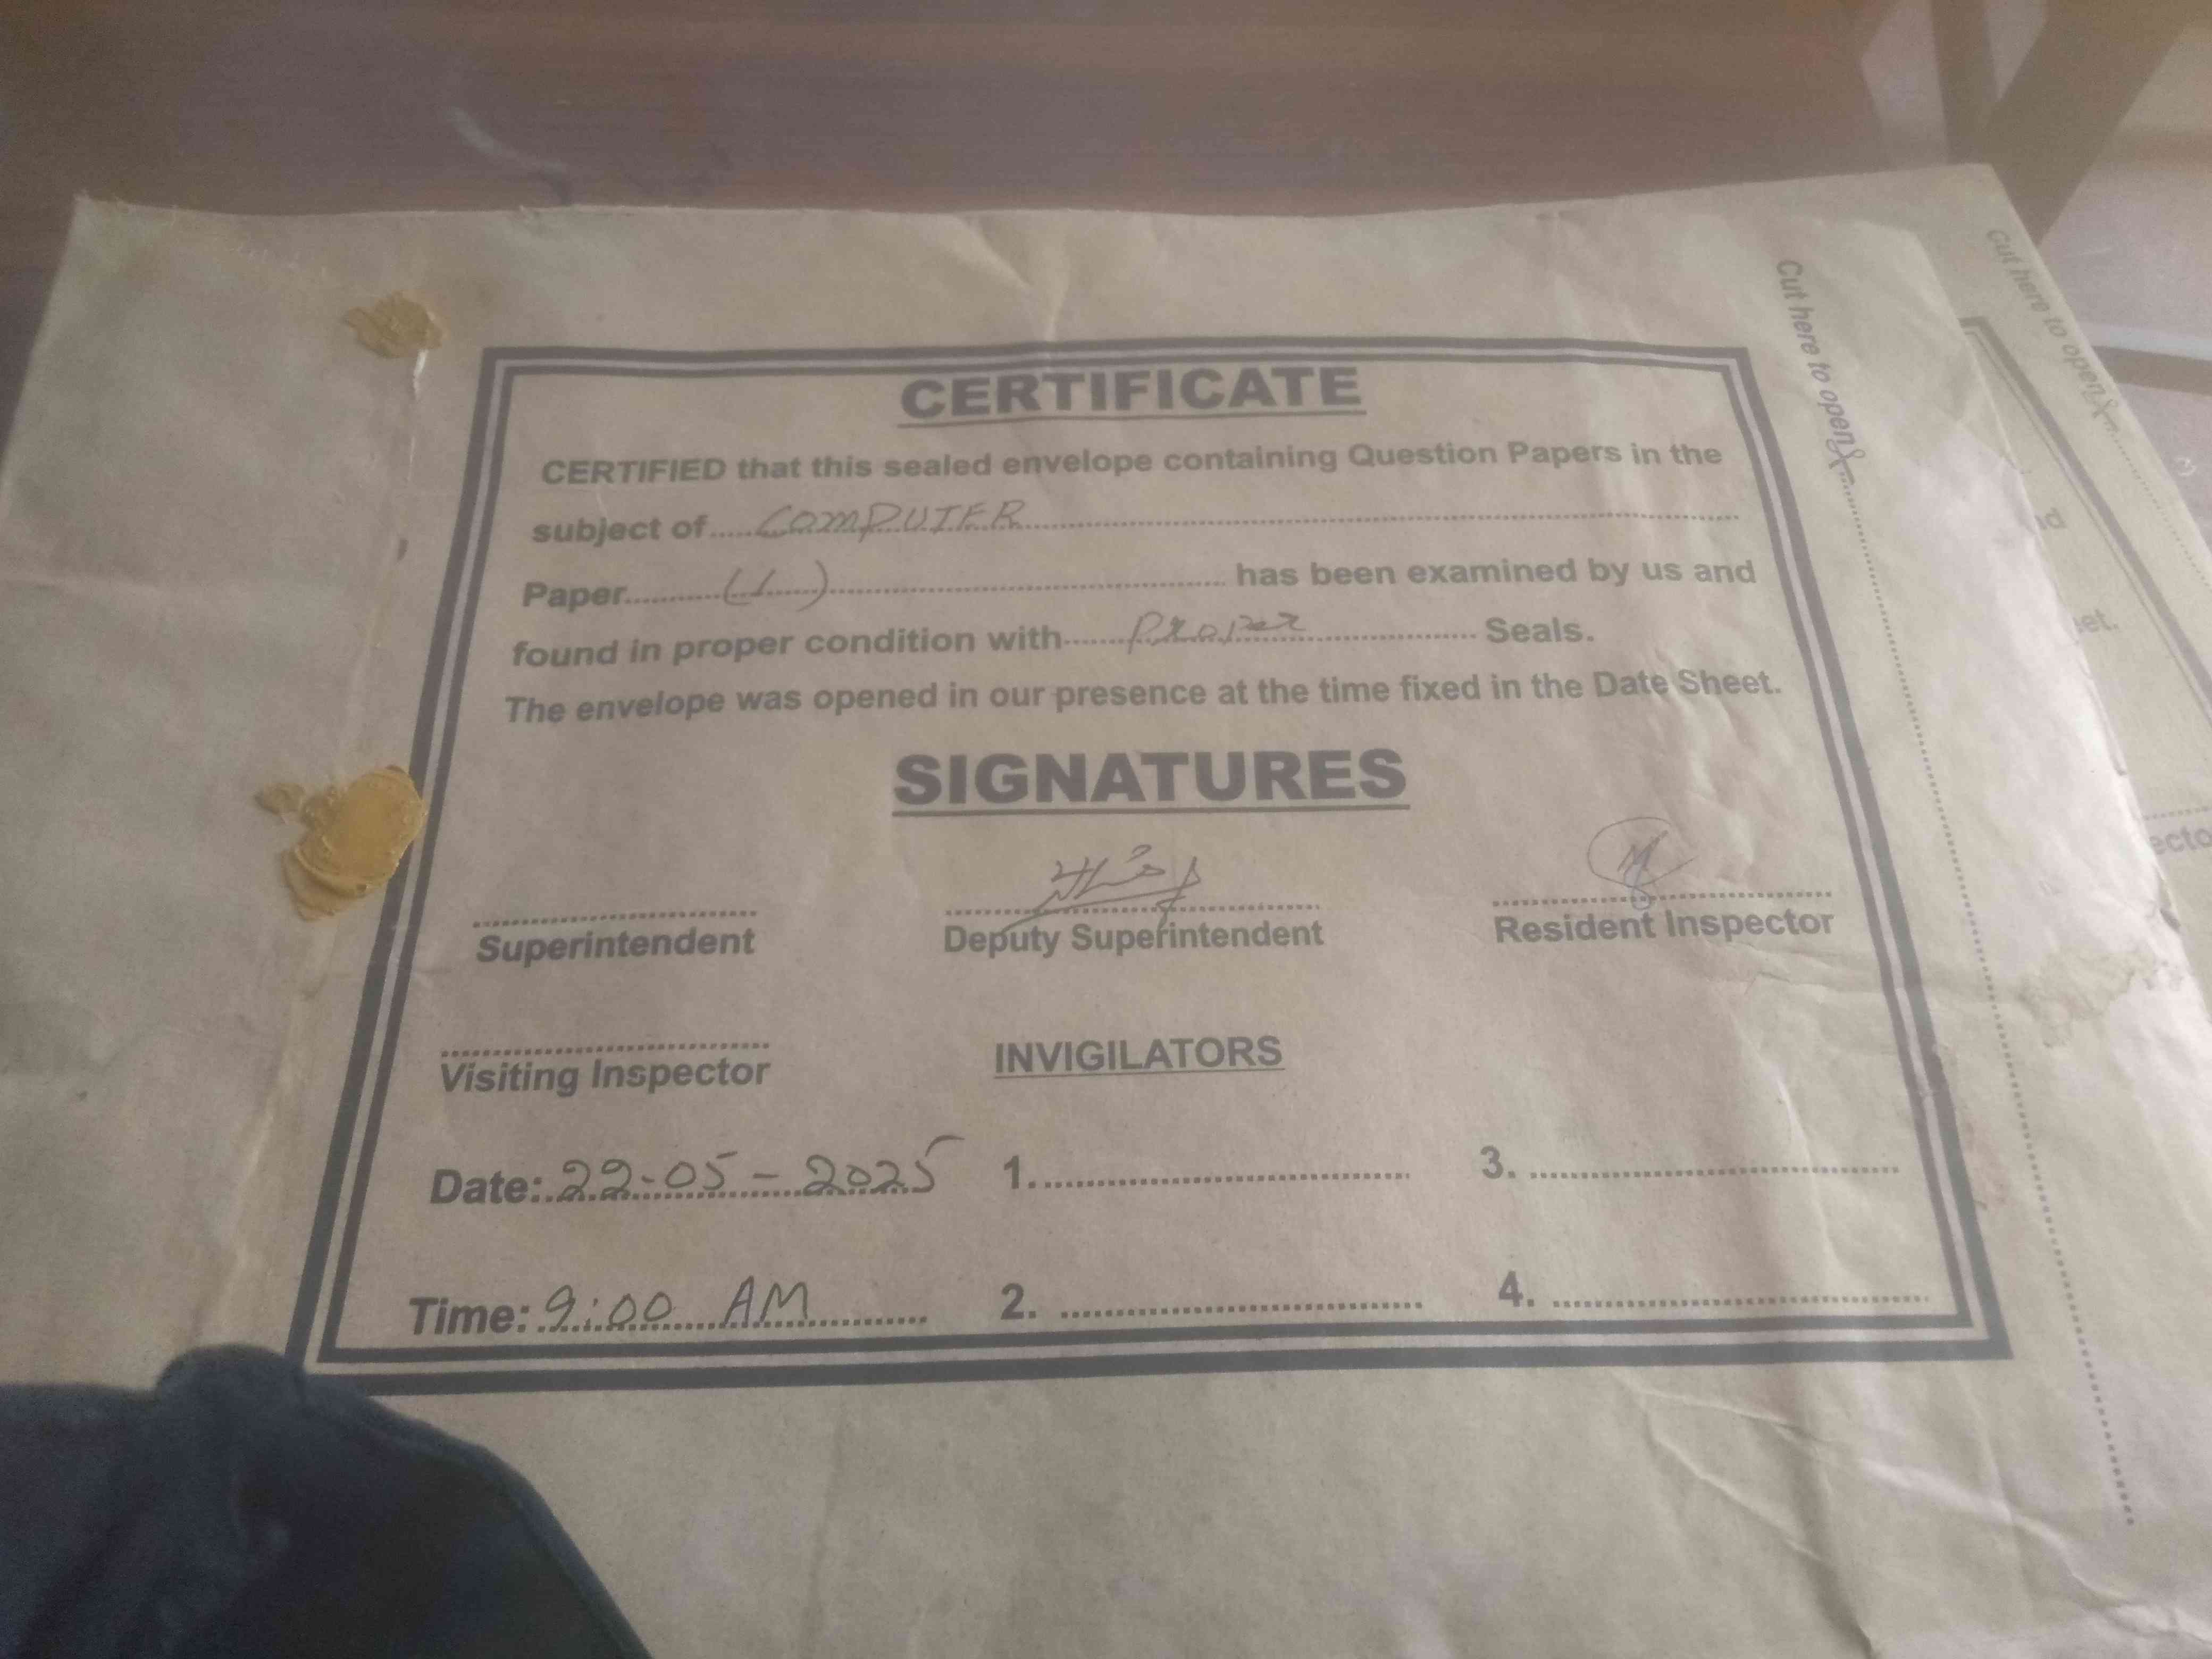 CERTIFICATE
CERTIFIED that this sealed envelope containing Question Papers in the
subject of.....COMPUTER..........
Paper..........(1)..........has been examined by us and
found in proper condition with......proper..........Seals.
The envelope was opened in our presence at the time fixed in the Date Sheet.
SIGNATURES
Superintendent
Deputy Superintendent
Resident Inspector
Visiting Inspector
INVIGILATORS
Date: 22-05-2025 1. .......... 3. ..........
Time: 9:00 AM 2. .......... 4. ..........
Cut here to open
Cut here to open